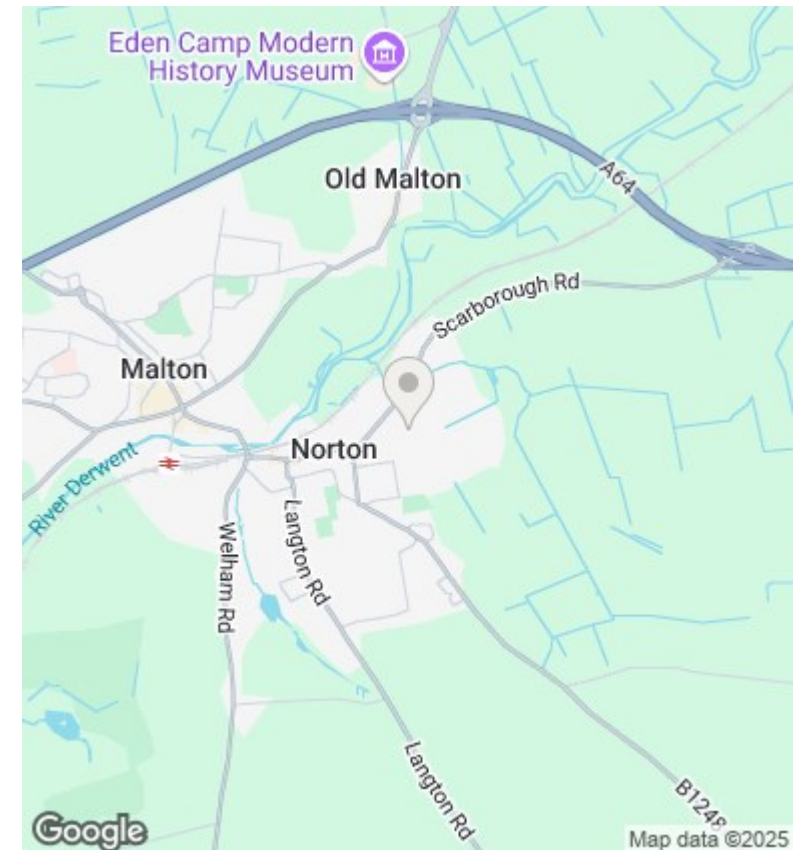 Eden Camp Modern
History Museum
Old Malton
A64
Scarborough Rd
Malton
Norton
River Derwent
Langton Rd
Welham Rd
Langton Rd
B1248
Google
Map data ©2025